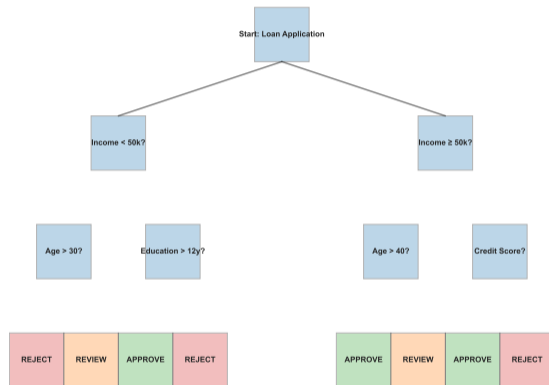 Start: Loan Application
Income < 50k?
Income ≥ 50k?
Age > 30?
Education > 12y?
Age > 40?
Credit Score?
REJECT
REVIEW
APPROVE
REJECT
APPROVE
REVIEW
APPROVE
REJECT